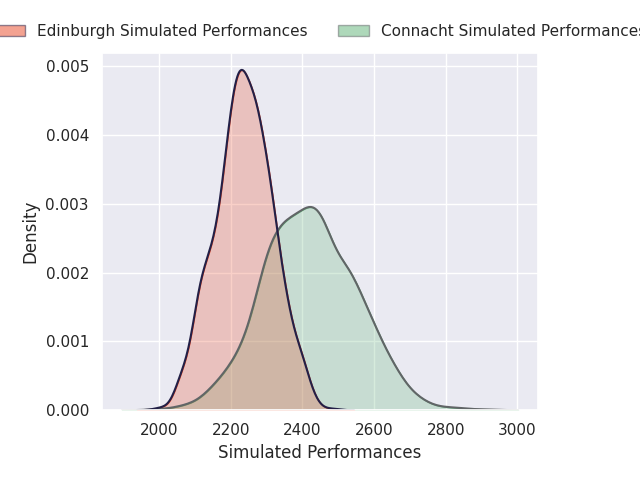 Edinburgh Simulated Performances
Connacht Simulated Performances
0.005
0.004
0.003
0.002
0.001
0.000
Density
2000 2200 2400 2600 2800 3000
Simulated Performances